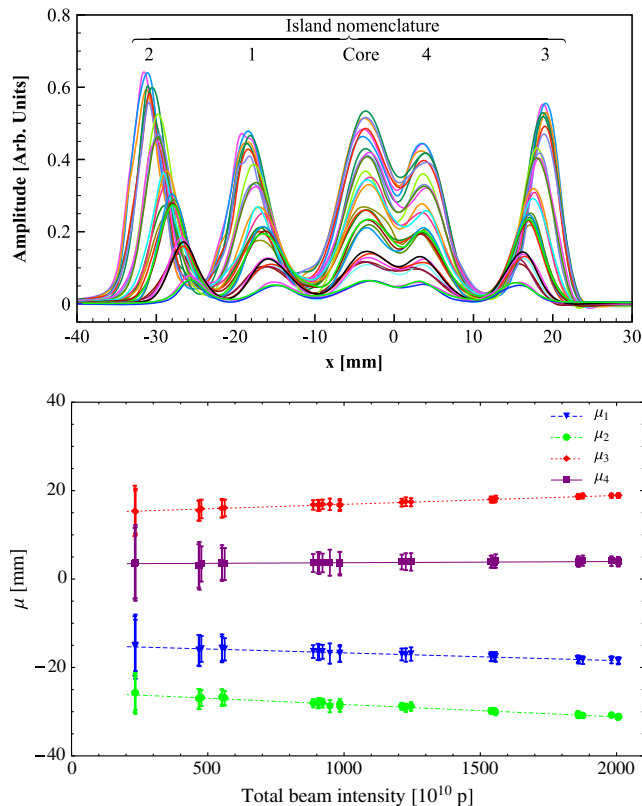 Island nomenclature
2 1 Core 4 3
0.8
0.6
0.4
0.2
0
Amplitude [Arb. Units]
-40 -30 -20 -10 0 10 20 30
x [mm]
40
20
0
−20
−40
μ [mm]
μ1
μ2
μ3
μ4
0 500 1000 1500 2000
Total beam intensity [10^10 p]